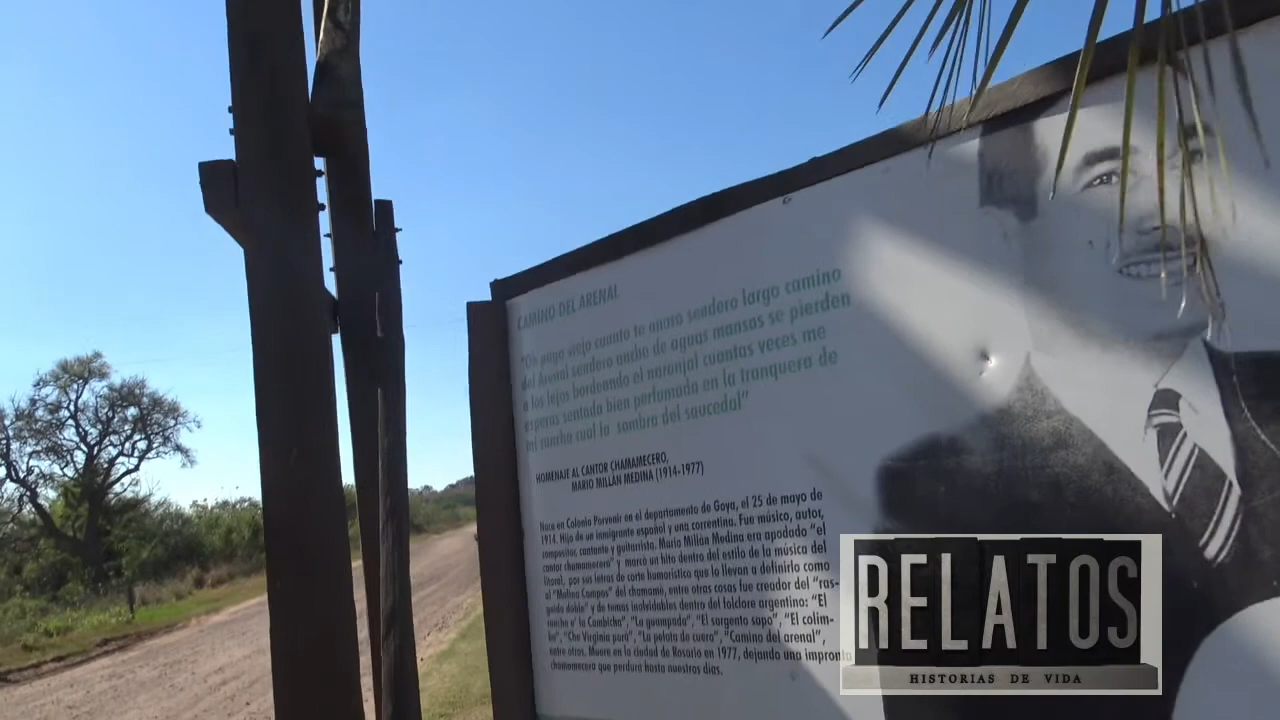 CAMINO DEL ARENAL
"Oh pago viejo cuanto te quiero sendero largo camino
del Arenal sendero ancho de aguas mansas se pierden
a los lejos bordeando el naranjal cuantas veces me
esperas sentada bien perfumada en la tranquera de
mi rancho cual la sombra del saucedal"
HOMENAJE AL CANTOR CHAMAMECERO,
MARIO MILLÁN MEDINA (1914-1977)
Nace en Colonia Porvenir en el departamento de Goya, el 25 de mayo de
1914. Hijo de un inmigrante español y una correntina. Fue músico, autor,
compositor, cantante y guitarrista. Mario Millan Medina era apodado "el
cantor chamamecero" y marcó un hito dentro del estilo de la música del
litoral, por sus letras de corte humorístico que lo llevan a definirlo como
el "Molina Campos" del chamamé, entre otras cosas fue creador del "ras-
guido doble" y de temas inolvidables dentro del folclore argentino: "El
rancho e' la Cambicha", "La guampada", "El sargento sapo", "El colim-
ba", "Che Virginia purá", "La pelota de cuero", "Camino del arenal",
entre otros. Muere en la ciudad de Rosario en 1977, dejando una impronta
chamamecera que perdura hasta nuestros días.
RELATOS
HISTORIAS DE VIDA